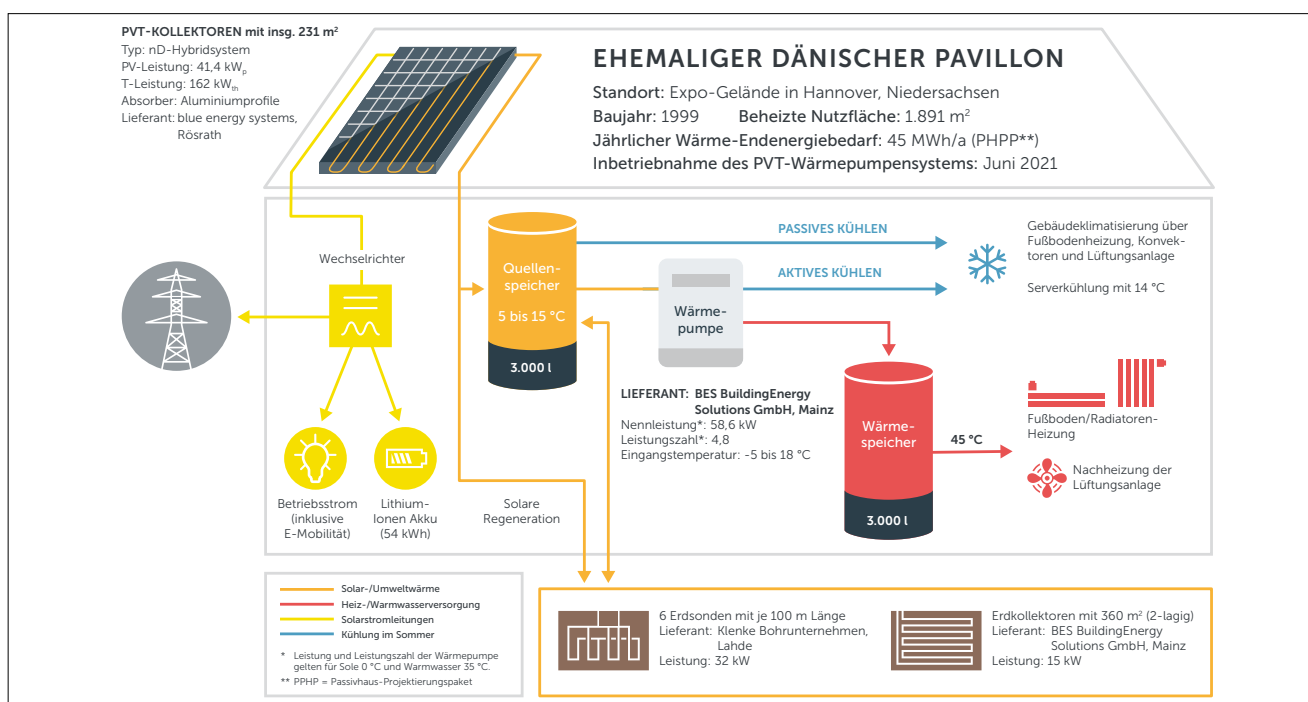 PVT-KOLLEKTOREN mit insg. 231 m²
Typ: nD-Hybridsystem
PV-Leistung: 41,4 kWp
T-Leistung: 162 kWth
Absorber: Aluminiumprofile
Lieferant: blue energy systems,
Rösrath
EHEMALIGER DÄNISCHER PAVILLON
Standort: Expo-Gelände in Hannover, Niedersachsen
Baujahr: 1999 Beheizte Nutzfläche: 1.891 m²
Jährlicher Wärme-Endenergiebedarf: 45 MWh/a (PHPP**)
Inbetriebnahme des PVT-Wärmepumpensystems: Juni 2021
Wechselrichter
Betriebsstrom
(inklusive
E-Mobilität)
Lithium-
Ionen Akku
(54 kWh)
Quellen-
speicher
5 bis 15 °C
3.000 l
Solare
Regeneration
PASSIVES KÜHLEN
AKTIVES KÜHLEN
Wärme-
pumpe
Gebäudeklimatisierung über
Fußbodenheizung, Konvek-
toren und Lüftungsanlage
Serverkühlung mit 14 °C
LIEFERANT: BES BuildingEnergy
Solutions GmbH, Mainz
Nennleistung*: 58,6 kW
Leistungszahl*: 4,8
Eingangstemperatur: -5 bis 18 °C
Wärme-
speicher
3.000 l
45 °C
Fußboden/Radiatoren-
Heizung
Nachheizung der
Lüftungsanlage
Solar-/Umweltwärme
Heiz-/Warmwasserversorgung
Solarstromleitungen
Kühlung im Sommer
* Leistung und Leistungszahl der Wärmepumpe
gelten für Sole 0 °C und Warmwasser 35 °C.
** PPHP = Passivhaus-Projektierungspaket
6 Erdsonden mit je 100 m Länge
Lieferant: Klenke Bohrunternehmen,
Lahde
Leistung: 32 kW
Erdkollektoren mit 360 m² (2-lagig)
Lieferant: BES BuildingEnergy
Solutions GmbH, Mainz
Leistung: 15 kW